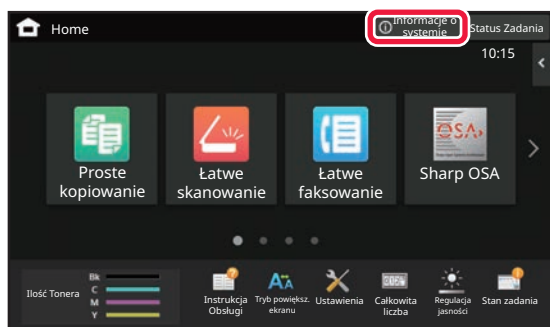 Home
Informacje o
systemie
Status Zadania
10:15
Proste
kopiowanie
Łatwe
skanowanie
Łatwe
faksowanie
OSA
Sharp OSA
Ilość Tonera
Bk
C
M
Y
Instrukcja
Obsługi
Tryb powiększ.
ekranu
Ustawienia
Całkowita
liczba
Regulacja
jasności
Stan zadania